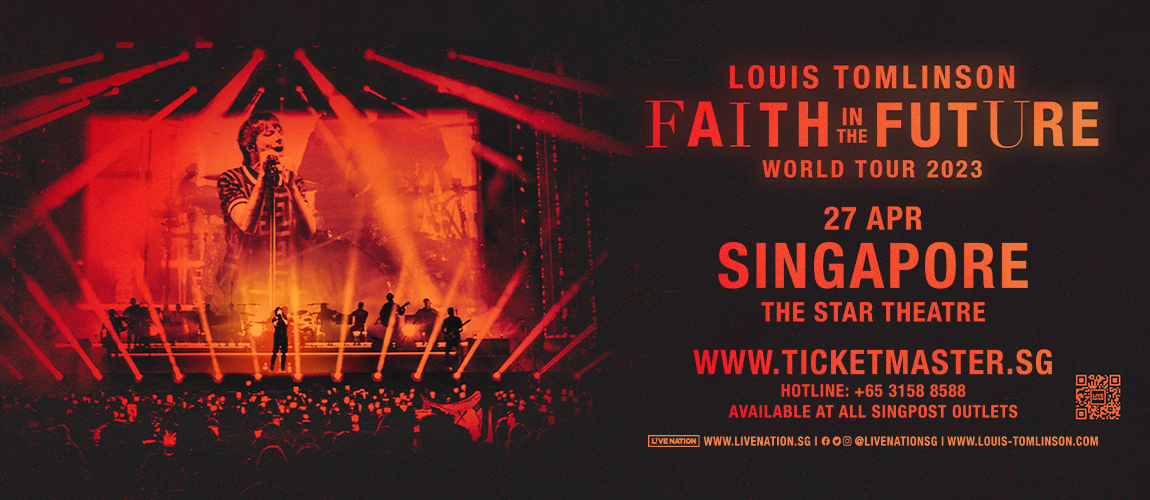 LOUIS TOMLINSON
FAITH IN THE FUTURE
WORLD TOUR 2023
27 APR
SINGAPORE
THE STAR THEATRE
WWW.TICKETMASTER.SG
HOTLINE: +65 3158 8588
AVAILABLE AT ALL SINGPOST OUTLETS
LIVE NATION WWW.LIVENATION.SG | @LIVENATIONSG | WWW.LOUIS-TOMLINSON.COM